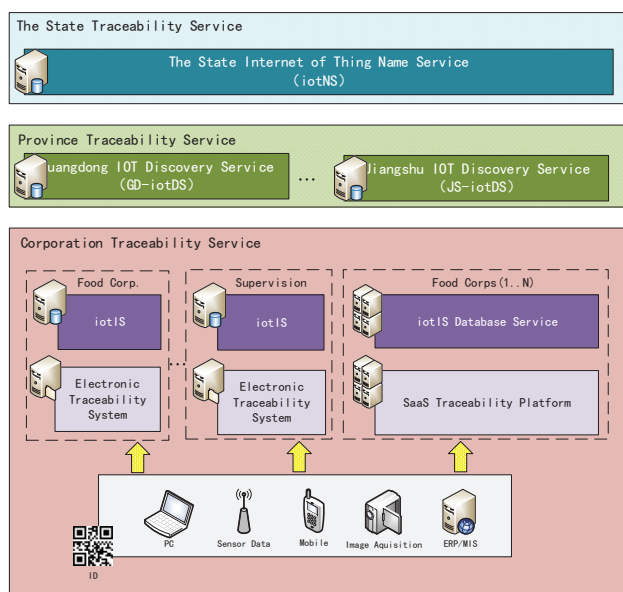 The State Traceability Service
The State Internet of Thing Name Service
(iotNS)
Province Traceability Service
uangdong IOT Discovery Service
(GD-iotDS)
...
Jiangshu IOT Discovery Service
(JS-iotDS)
Corporation Traceability Service
Food Corp.
iotIS
Electronic
Traceability
System
...
Supervision
iotIS
Electronic
Traceability
System
Food Corps(1..N)
iotIS Database Service
SaaS Traceability Platform
ID
PC
Sensor Data
Mobile
Image Aquisition
ERP/MIS